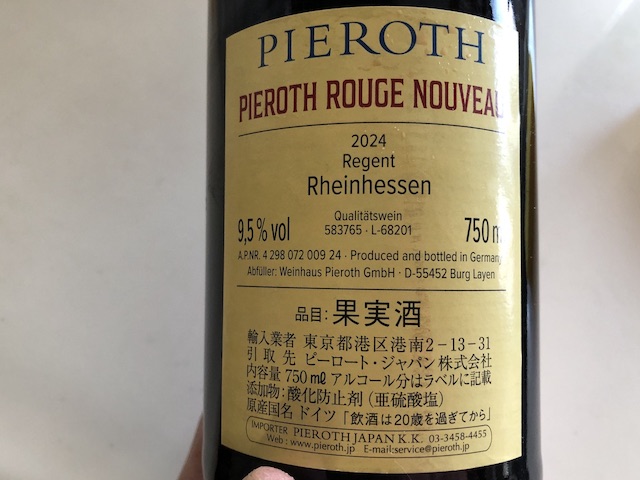 PIEROTH
PIEROTH ROUGE NOUVEAU
2024
Regent
Rheinhessen
Qualitätswein
9,5 % vol 583765 · L-68201 750 m
A.P.NR. 4 298 072 009 24 · Produced and bottled in Germany
Abfüller: Weinhaus Pieroth GmbH · D-55452 Burg Layen
品目：果実酒
輸入業者 東京都港区港南2－13－31
引取先 ピーロート・ジャパン株式会社
内容量 750㎖ アルコール分はラベルに記載
添加物：酸化防止剤（亜硫酸塩）
原産国名 ドイツ「飲酒は20歳を過ぎてから」
IMPORTER PIEROTH JAPAN K.K. 03-3458-4455
Web : www.pieroth.jp E-mail:service@pieroth.jp